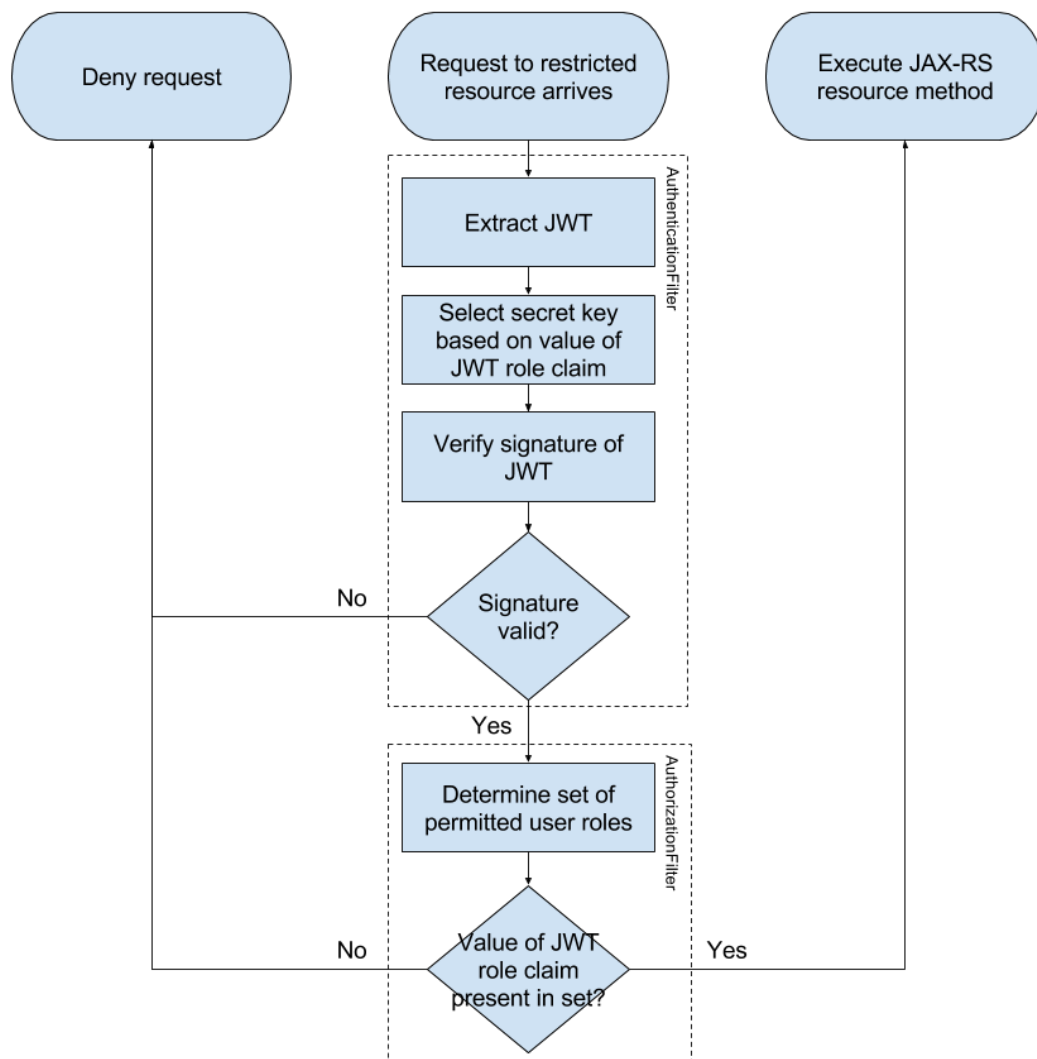 Deny request
Request to restricted
resource arrives
Execute JAX-RS
resource method
AuthenticationFilter
Extract JWT
Select secret key
based on value of
JWT role claim
Verify signature of
JWT
Signature
valid?
No
Yes
AuthorizationFilter
Determine set of
permitted user roles
Value of JWT
role claim
present in set?
No
Yes